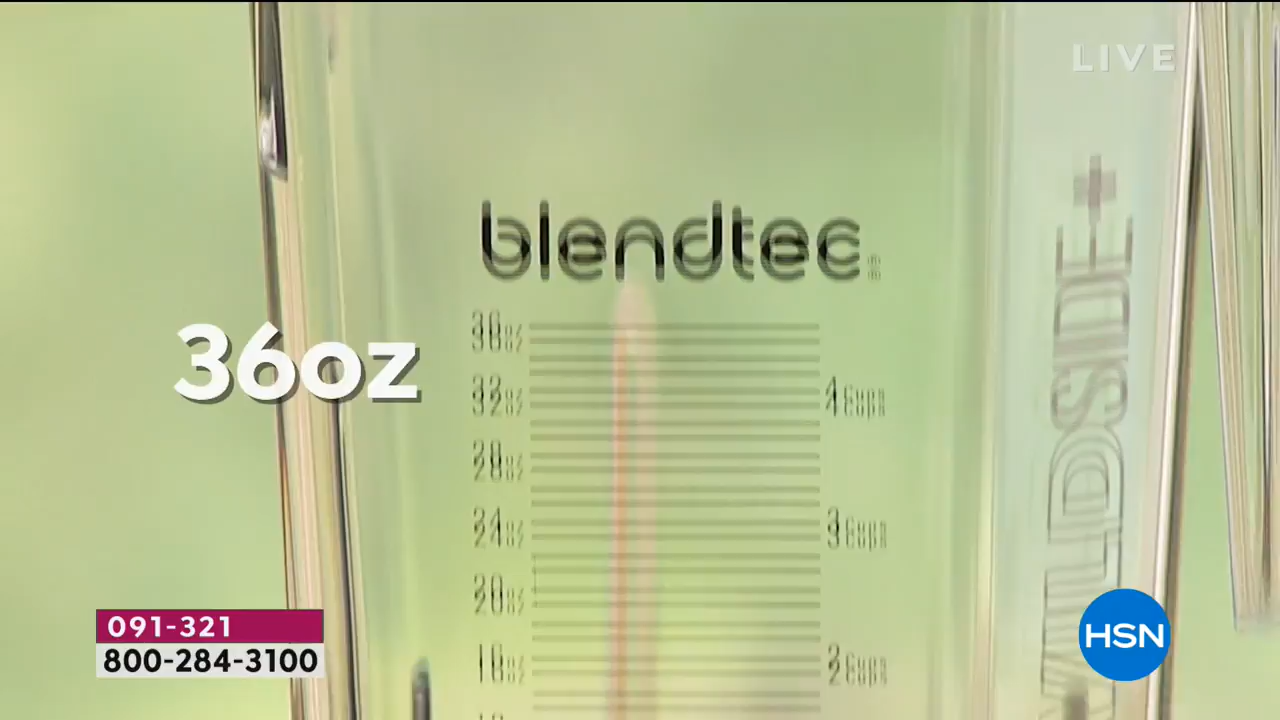 LIVE
blendtec®
36oz
36oz
32oz
4 Cups
28oz
24oz
3 Cups
20oz
16oz
2 Cups
WILDSIDE+
091-321
800-284-3100
HSN